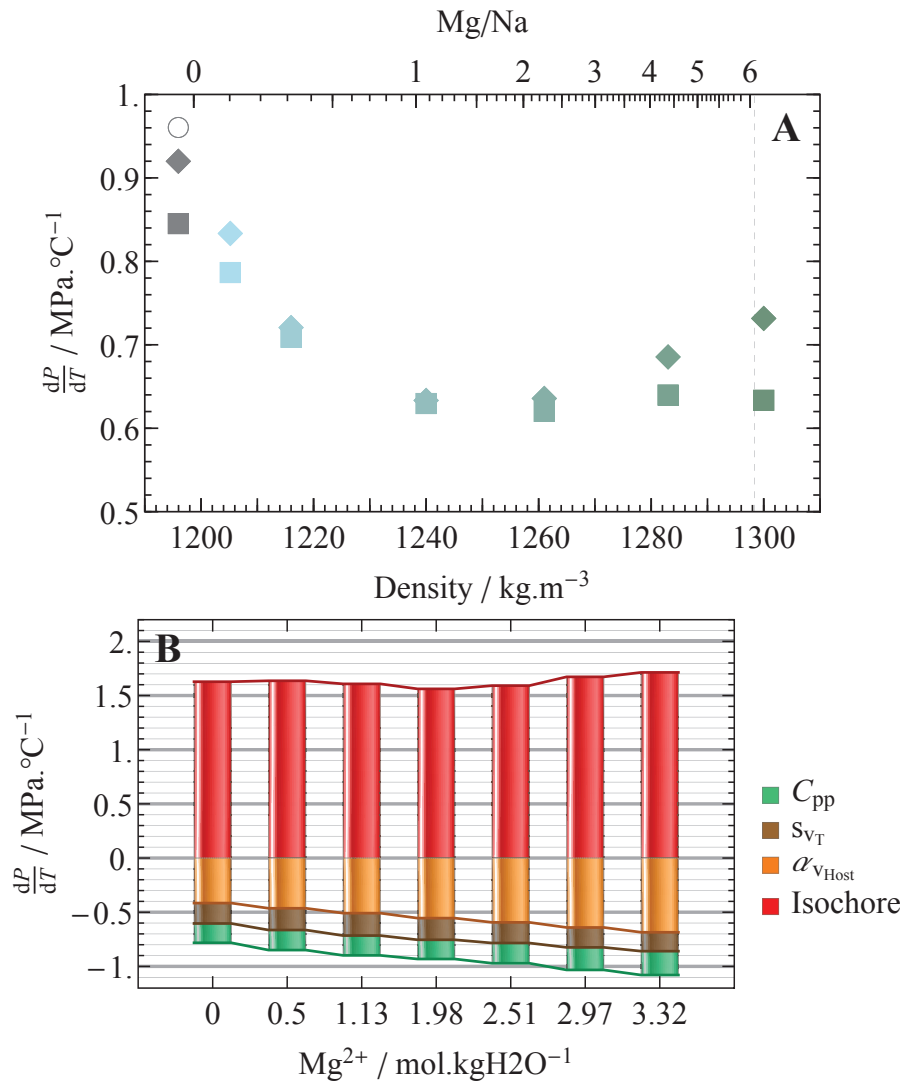 Mg/Na
0 1 2 3 4 5 6
A
1.
0.9
0.8
0.7
0.6
0.5
dP/dT / MPa.°C−1
1200 1220 1240 1260 1280 1300
Density / kg.m−3
B
2.
1.5
1.
0.5
0.
−0.5
−1.
dP/dT / MPa.°C−1
Cpp
svT
αvHost
Isochore
0 0.5 1.13 1.98 2.51 2.97 3.32
Mg2+ / mol.kgH2O−1